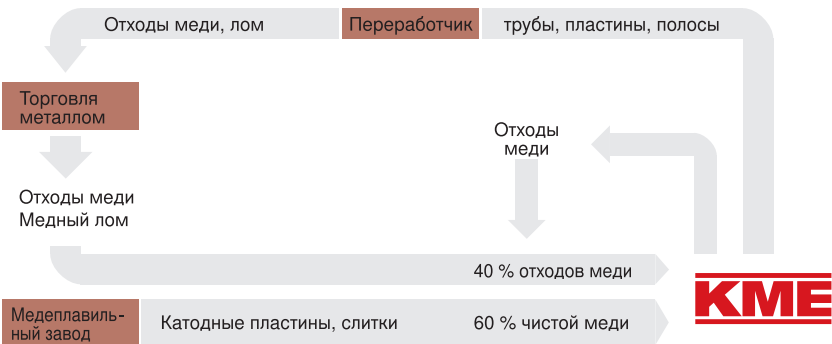 Отходы меди, лом
Переработчик
трубы, пластины, полосы
Торговля
металлом
Отходы
меди
Отходы меди
Медный лом
40 % отходов меди
KME
Медеплавиль-
ный завод
Катодные пластины, слитки
60 % чистой меди